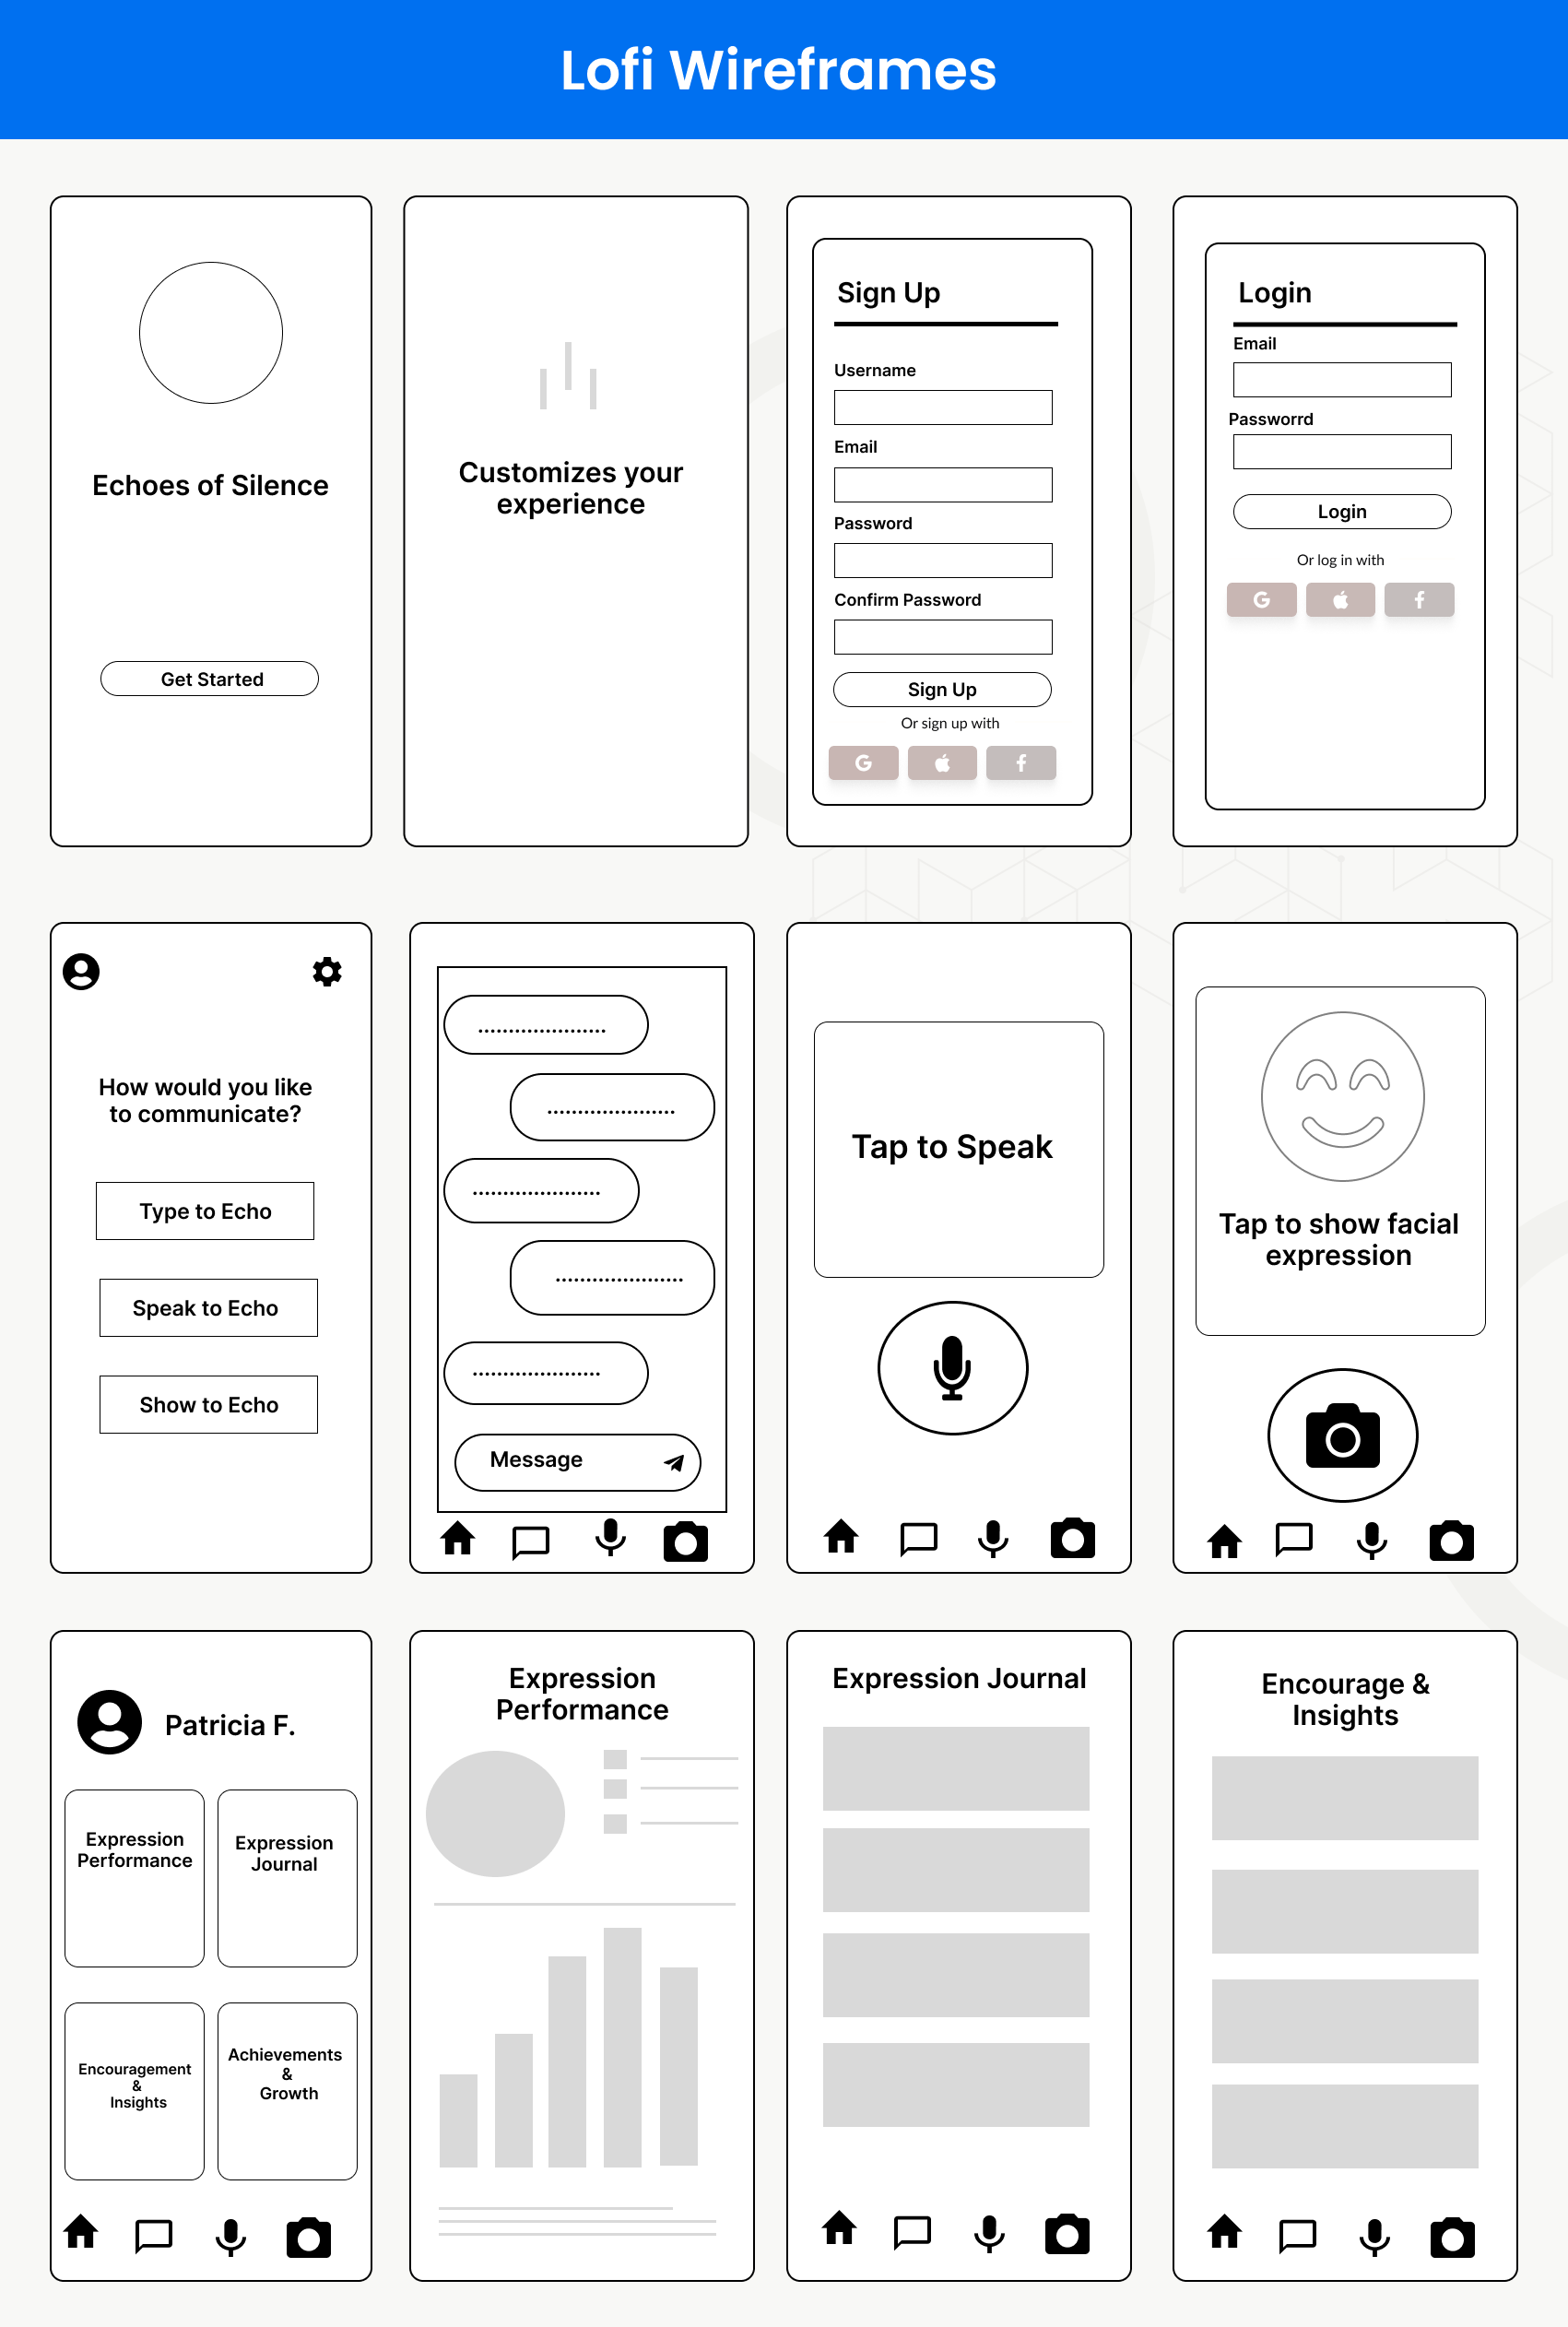 Lofi Wireframes
Echoes of Silence
Get Started
Customizes your
experience
Sign Up
Username
Email
Password
Confirm Password
Sign Up
Or sign up with
Login
Email
Passworrd
Login
Or log in with
How would you like
to communicate?
Type to Echo
Speak to Echo
Show to Echo
.....................
.....................
.....................
.....................
.....................
Message
Tap to Speak
Tap to show facial
expression
Patricia F.
Expression
Performance
Expression
Journal
Encouragement
&
Insights
Achievements
&
Growth
Expression
Performance
Expression Journal
Encourage &
Insights